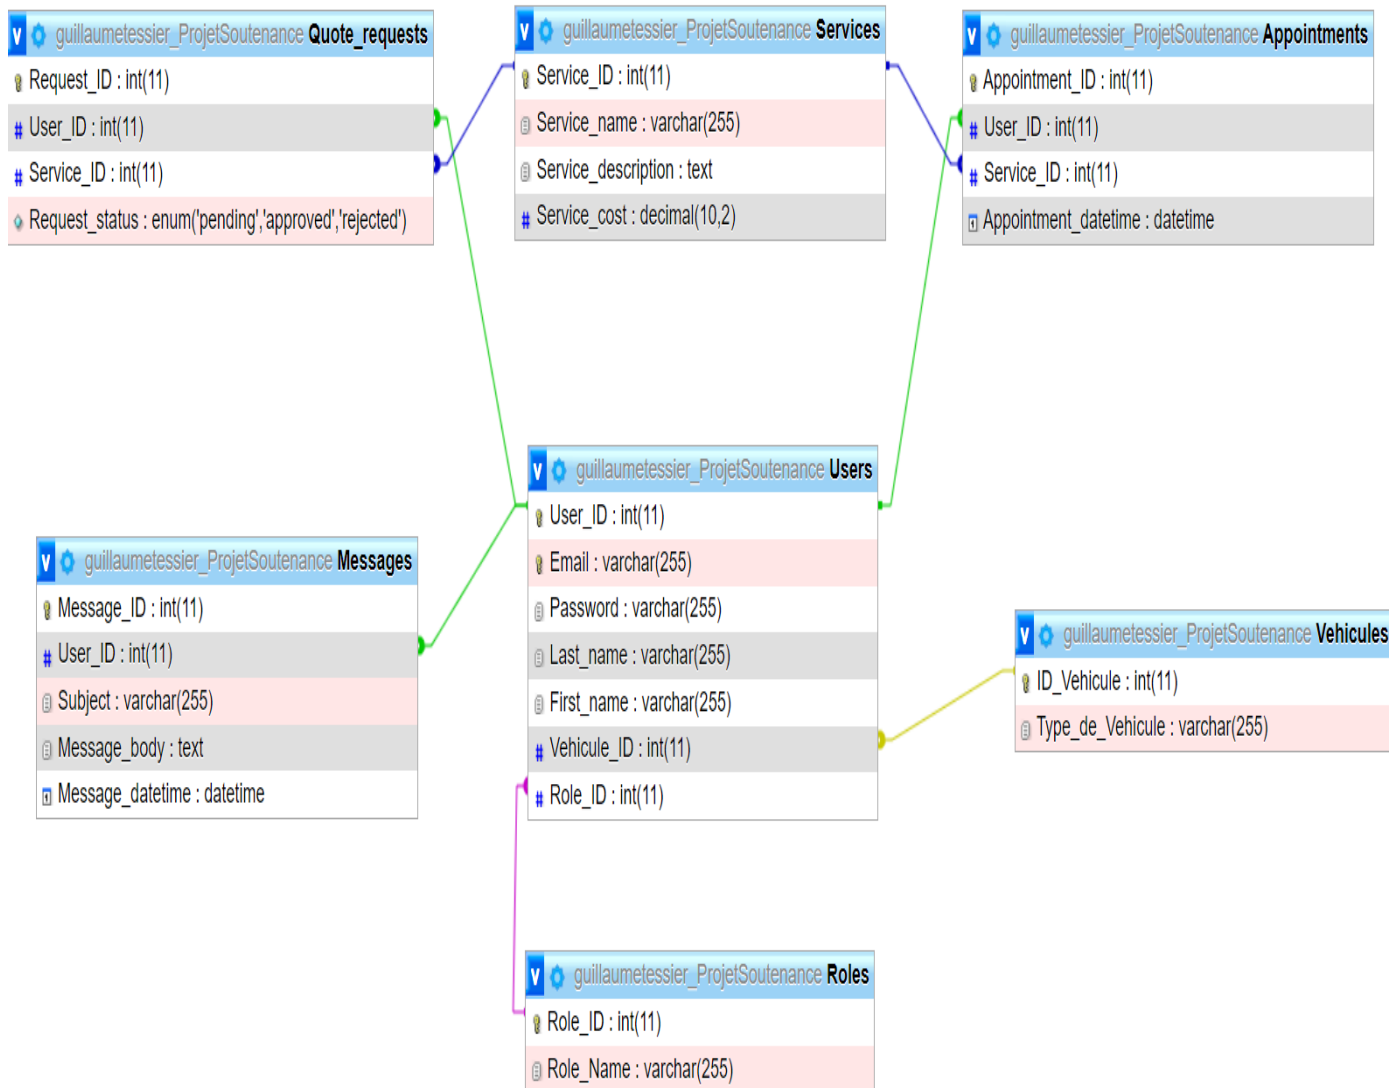 guillaumetessier_ProjetSoutenance Quote_requests
Request_ID : int(11)
User_ID : int(11)
Service_ID : int(11)
Request_status : enum('pending','approved','rejected')
guillaumetessier_ProjetSoutenance Services
Service_ID : int(11)
Service_name : varchar(255)
Service_description : text
Service_cost : decimal(10,2)
guillaumetessier_ProjetSoutenance Appointments
Appointment_ID : int(11)
User_ID : int(11)
Service_ID : int(11)
Appointment_datetime : datetime
guillaumetessier_ProjetSoutenance Users
User_ID : int(11)
Email : varchar(255)
Password : varchar(255)
Last_name : varchar(255)
First_name : varchar(255)
Vehicule_ID : int(11)
Role_ID : int(11)
guillaumetessier_ProjetSoutenance Messages
Message_ID : int(11)
User_ID : int(11)
Subject : varchar(255)
Message_body : text
Message_datetime : datetime
guillaumetessier_ProjetSoutenance Vehicules
ID_Vehicule : int(11)
Type_de_Vehicule : varchar(255)
guillaumetessier_ProjetSoutenance Roles
Role_ID : int(11)
Role_Name : varchar(255)